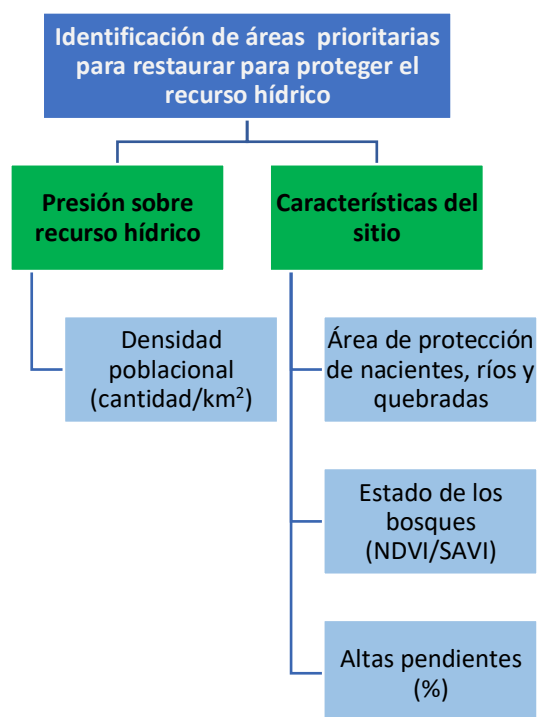 Identificación de áreas prioritarias
para restaurar para proteger el
recurso hídrico
Presión sobre
recurso hídrico
Densidad
poblacional
(cantidad/km²)
Características del
sitio
Área de protección
de nacientes, ríos y
quebradas
Estado de los
bosques
(NDVI/SAVI)
Altas pendientes
(%)